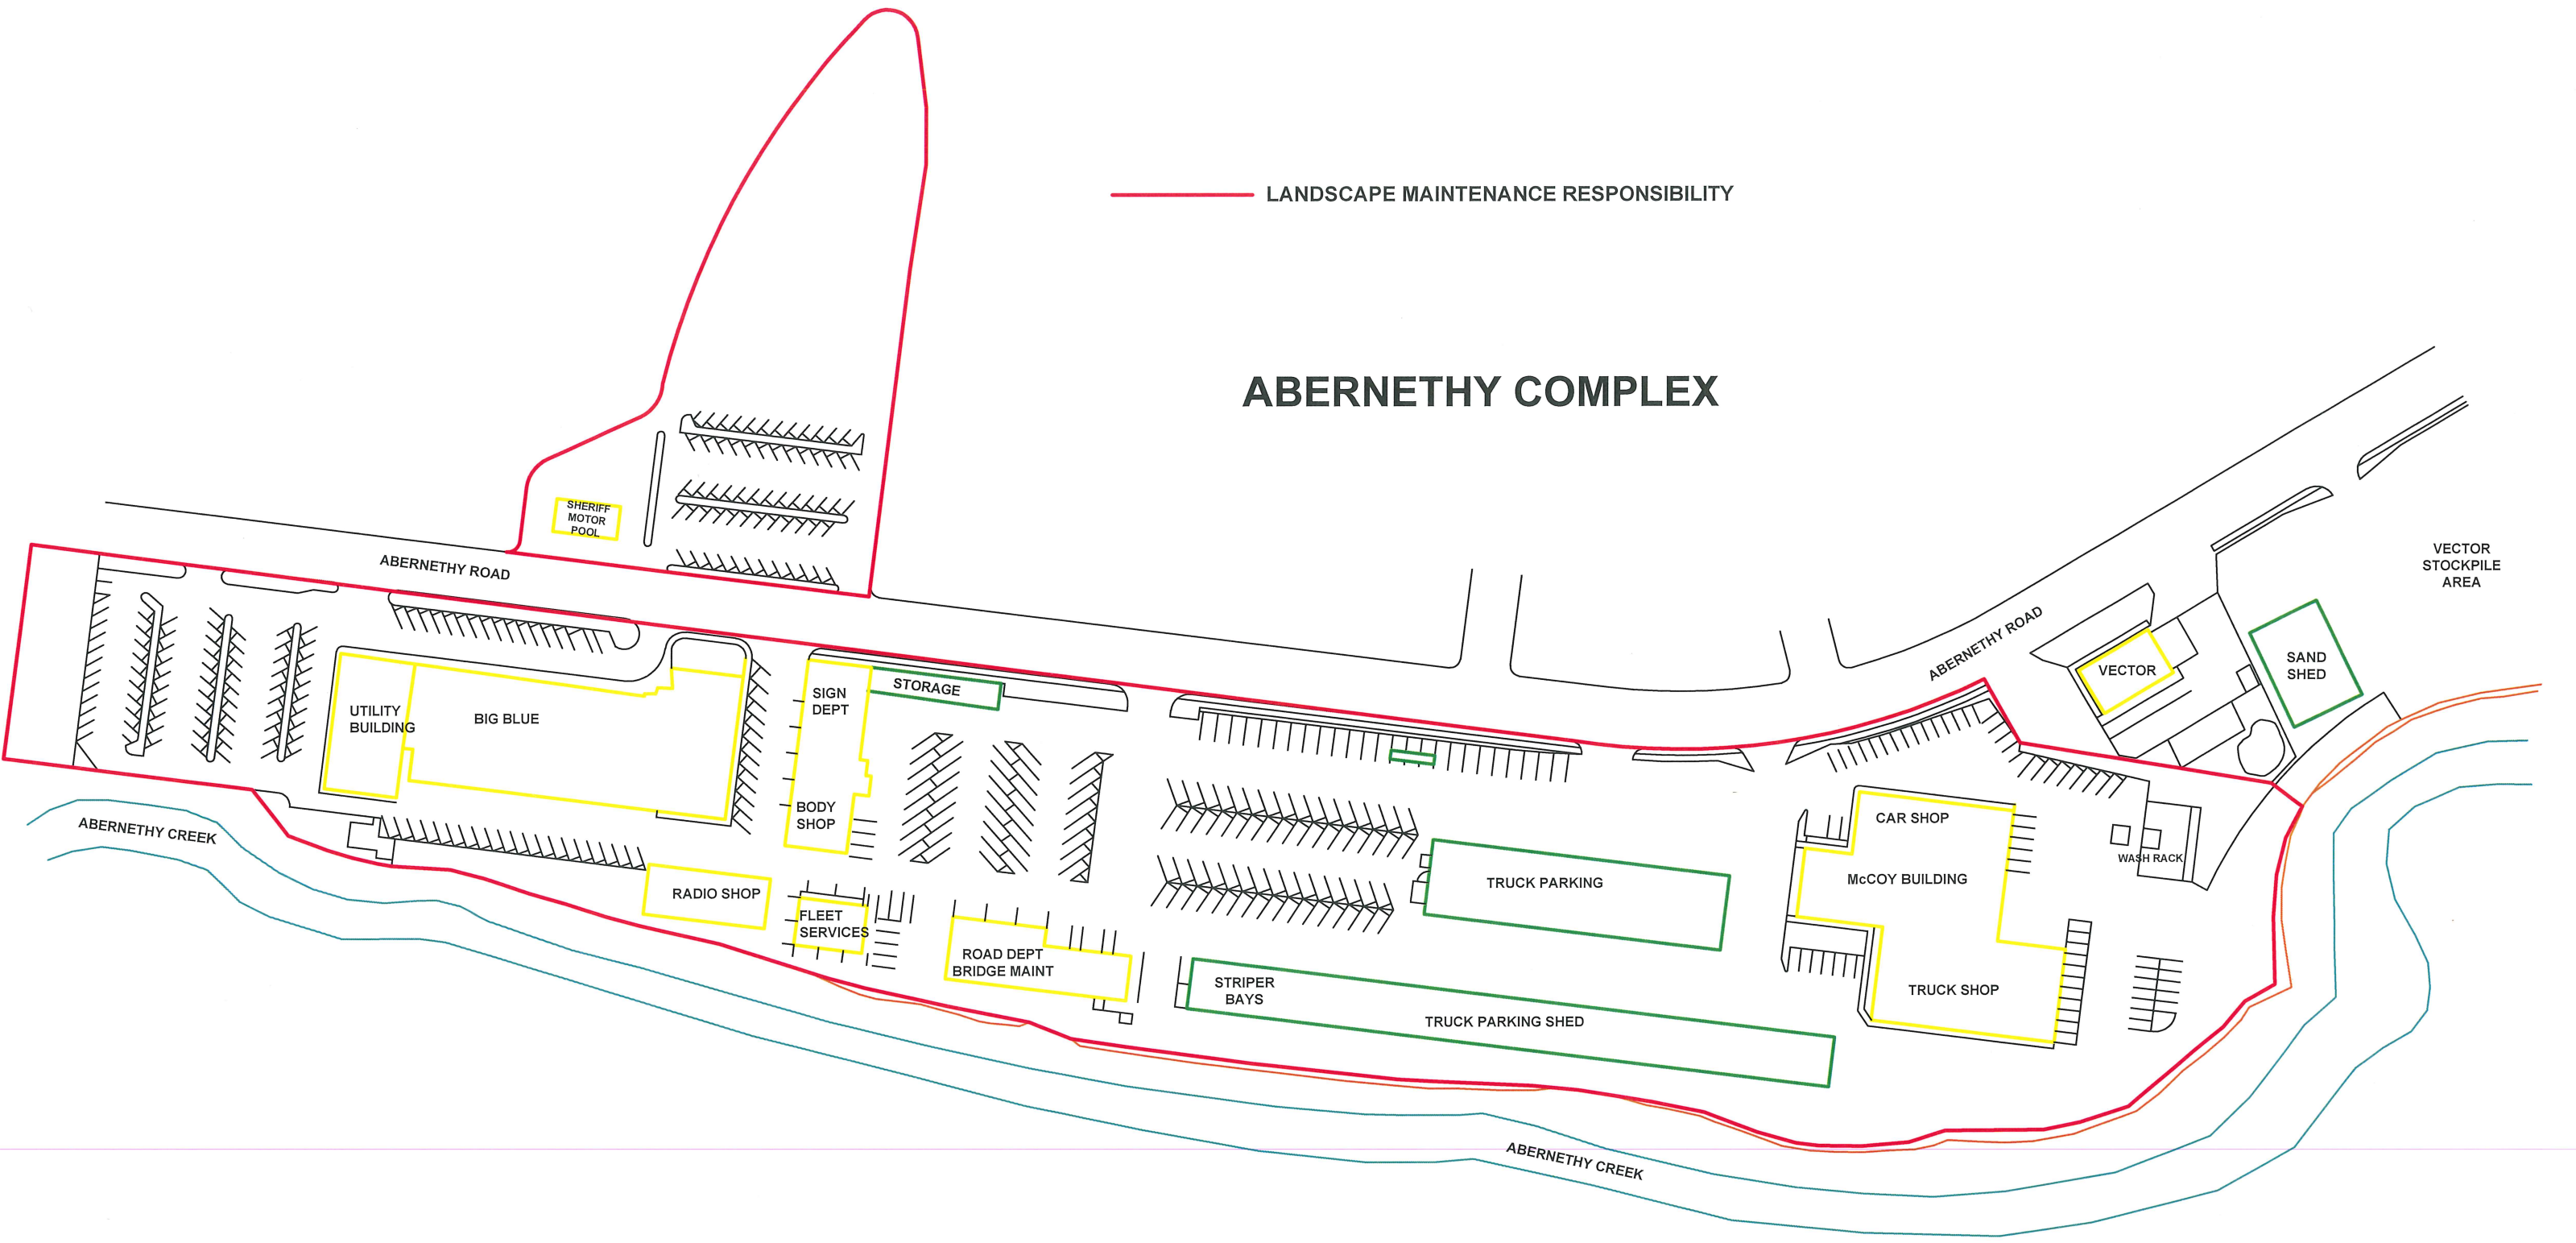 LANDSCAPE MAINTENANCE RESPONSIBILITY
ABERNETHY COMPLEX
SHERIFF
MOTOR
POOL
ABERNETHY ROAD
ABERNETHY ROAD
VECTOR
STOCKPILE
AREA
VECTOR
SAND
SHED
UTILITY
BUILDING
BIG BLUE
SIGN
DEPT
STORAGE
BODY
SHOP
ABERNETHY CREEK
RADIO SHOP
FLEET
SERVICES
ROAD DEPT
BRIDGE MAINT
TRUCK PARKING
STRIPER
BAYS
TRUCK PARKING SHED
CAR SHOP
McCOY BUILDING
TRUCK SHOP
WASH RACK
ABERNETHY CREEK